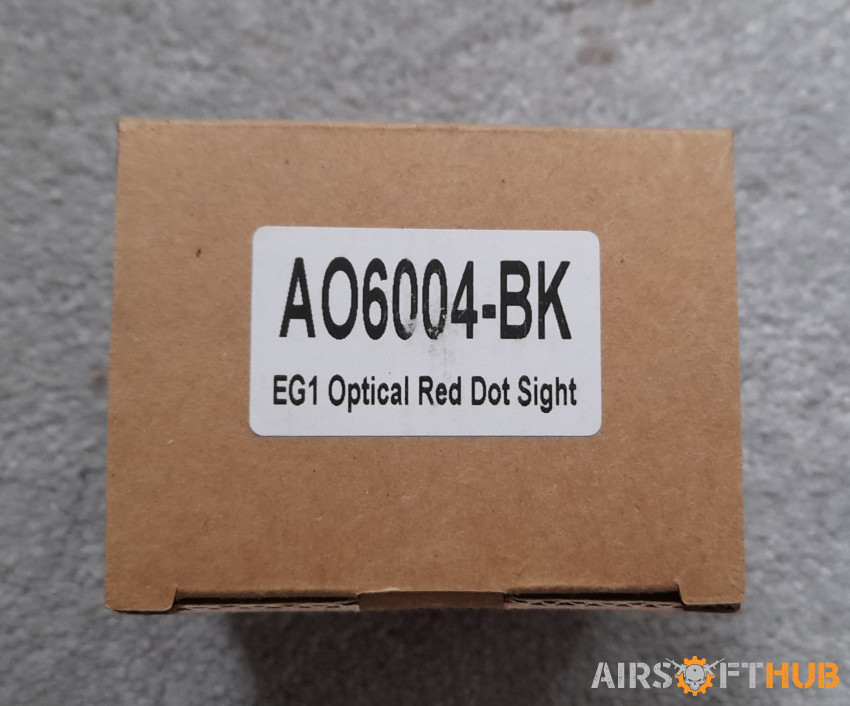 AO6004-BK
EG1 Optical Red Dot Sight
AIRSOFTHUB